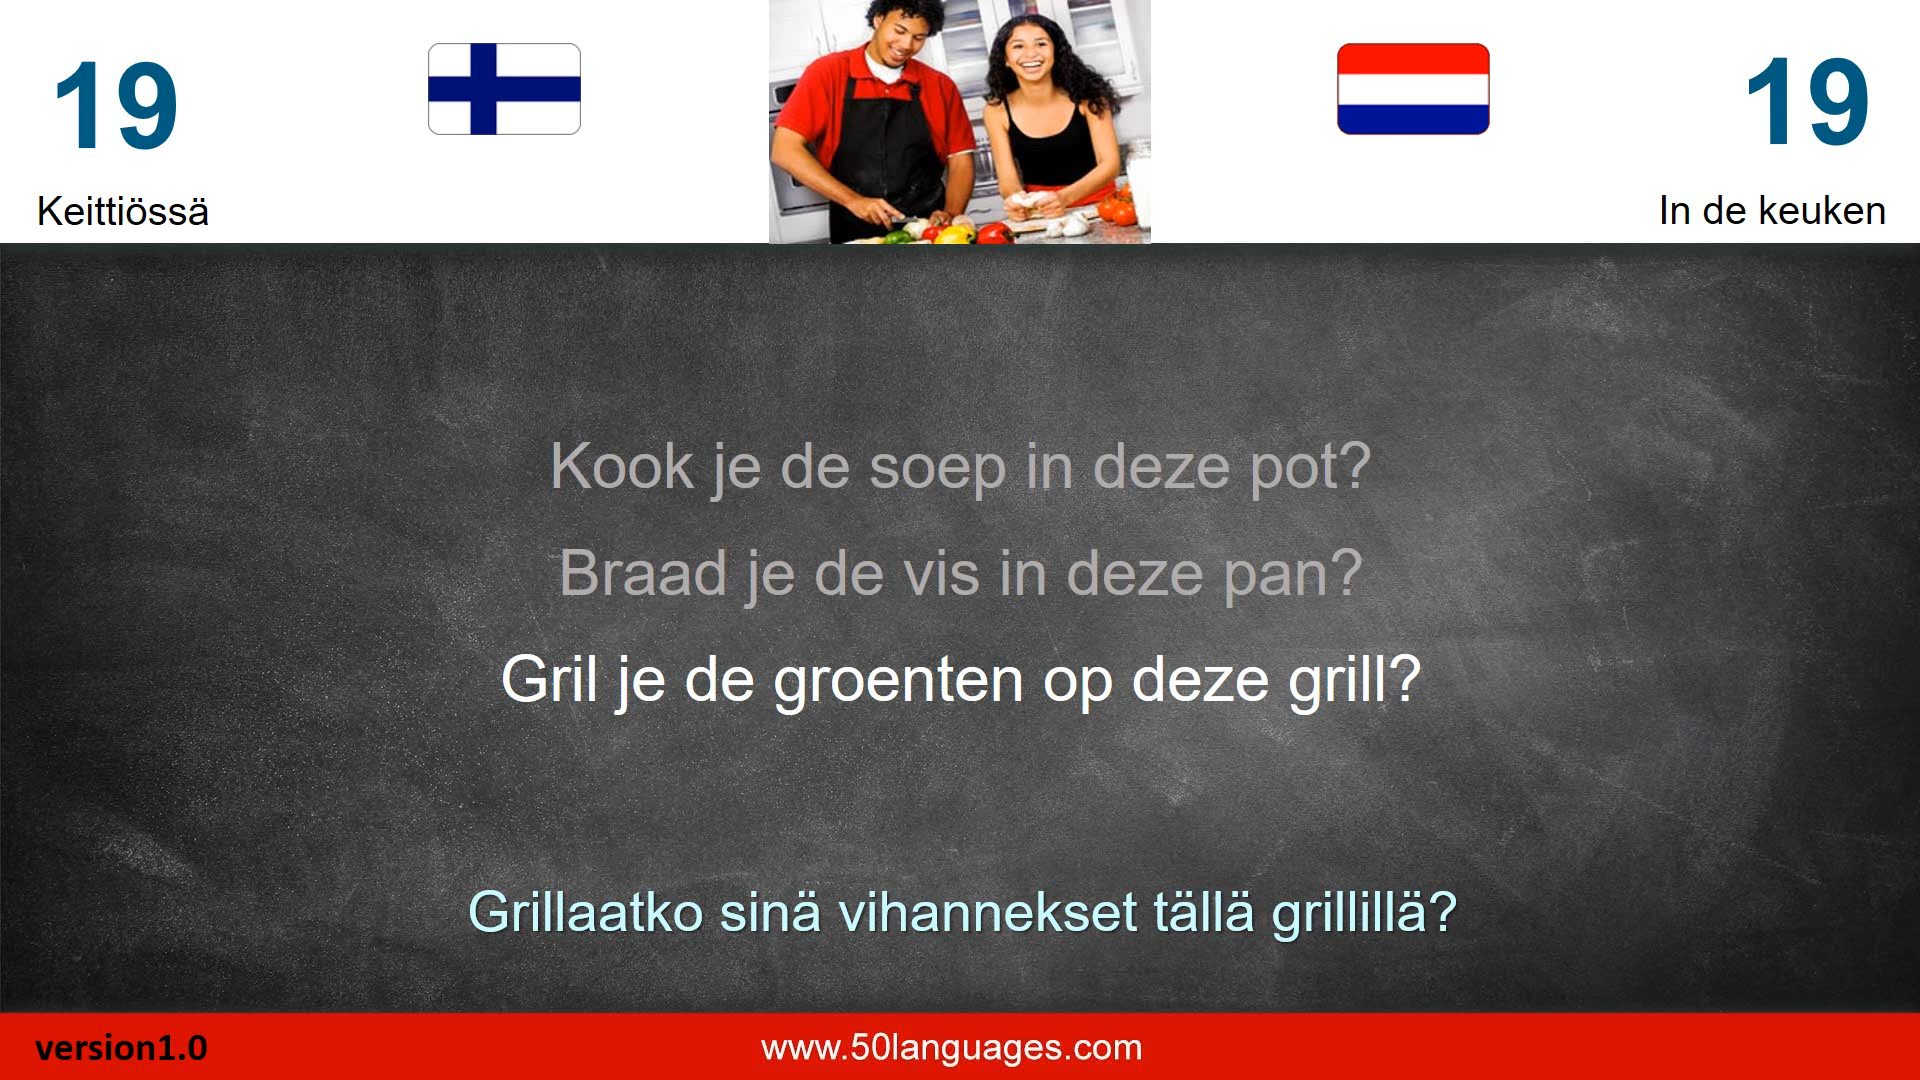 19
19
Keittiössä
In de keuken
Kook je de soep in deze pot?
Braad je de vis in deze pan?
Gril je de groenten op deze grill?
Grillaatko sinä vihannekset tällä grillillä?
version1.0
www.50languages.com